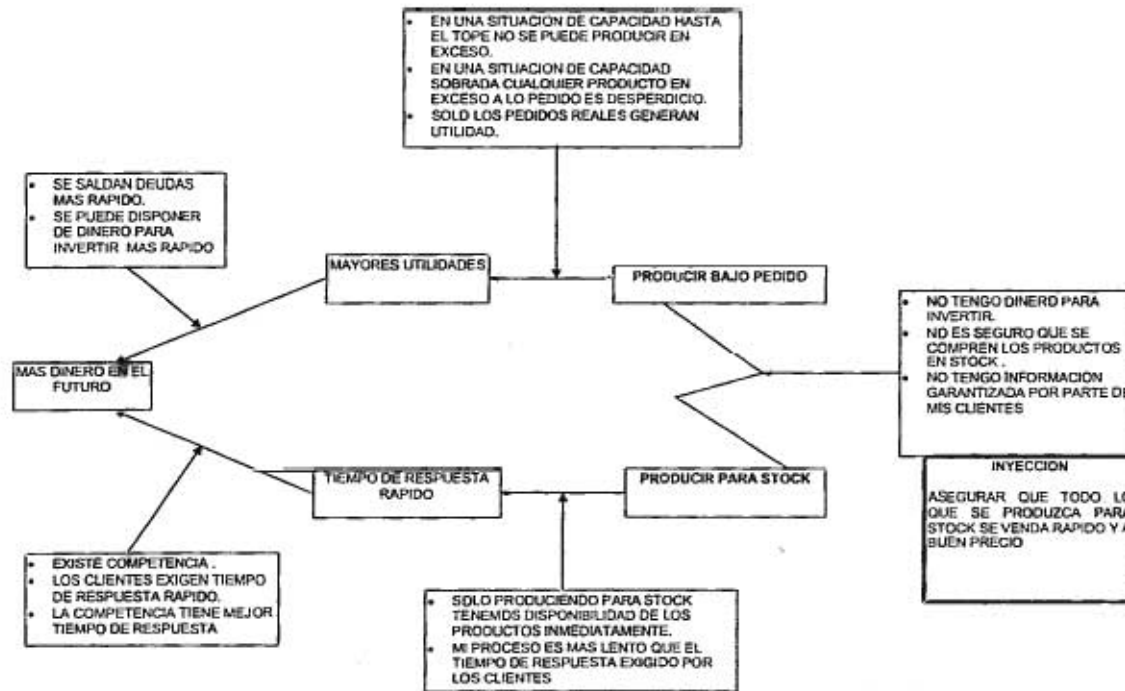 • EN UNA SITUACION DE CAPACIDAD HASTA
EL TOPE NO SE PUEDE PRODUCIR EN
EXCESO.
• EN UNA SITUACION DE CAPACIDAD
SOBRADA CUALQUIER PRODUCTO EN
EXCESO A LO PEDIDO ES DESPERDICIO.
• SOLD LOS PEDIDOS REALES GENERAN
UTILIDAD.
• SE SALDAN DEUDAS
MAS RAPIDO.
• SE PUEDE DISPONER
DE DINERO PARA
INVERTIR MAS RAPIDO
MAYORES UTILIDADES
PRODUCIR BAJO PEDIDO
• NO TENGO DINERO PARA
INVERTIR.
• NO ES SEGURO QUE SE
COMPREN LOS PRODUCTOS
EN STOCK .
• NO TENGO INFORMACIÓN
GARANTIZADA POR PARTE DE
MIS CLIENTES
MAS DINERO EN EL
FUTURO
TIEMPO DE RESPUESTA
RAPIDO
PRODUCIR PARA STOCK
INYECCION
ASEGURAR QUE TODO LO
QUE SE PRODUZCA PARA
STOCK SE VENDA RAPIDO Y A
BUEN PRECIO
• EXISTE COMPETENCIA .
• LOS CLIENTES EXIGEN TIEMPO
DE RESPUESTA RAPIDO.
• LA COMPETENCIA TIENE MEJOR
TIEMPO DE RESPUESTA
• SOLO PRODUCIENDO PARA STOCK
TENEMOS DISPONIBILIDAD DE LOS
PRODUCTOS INMEDIATAMENTE.
• MI PROCESO ES MAS LENTO QUE EL
TIEMPO DE RESPUESTA EXIGIDO POR
LOS CLIENTES